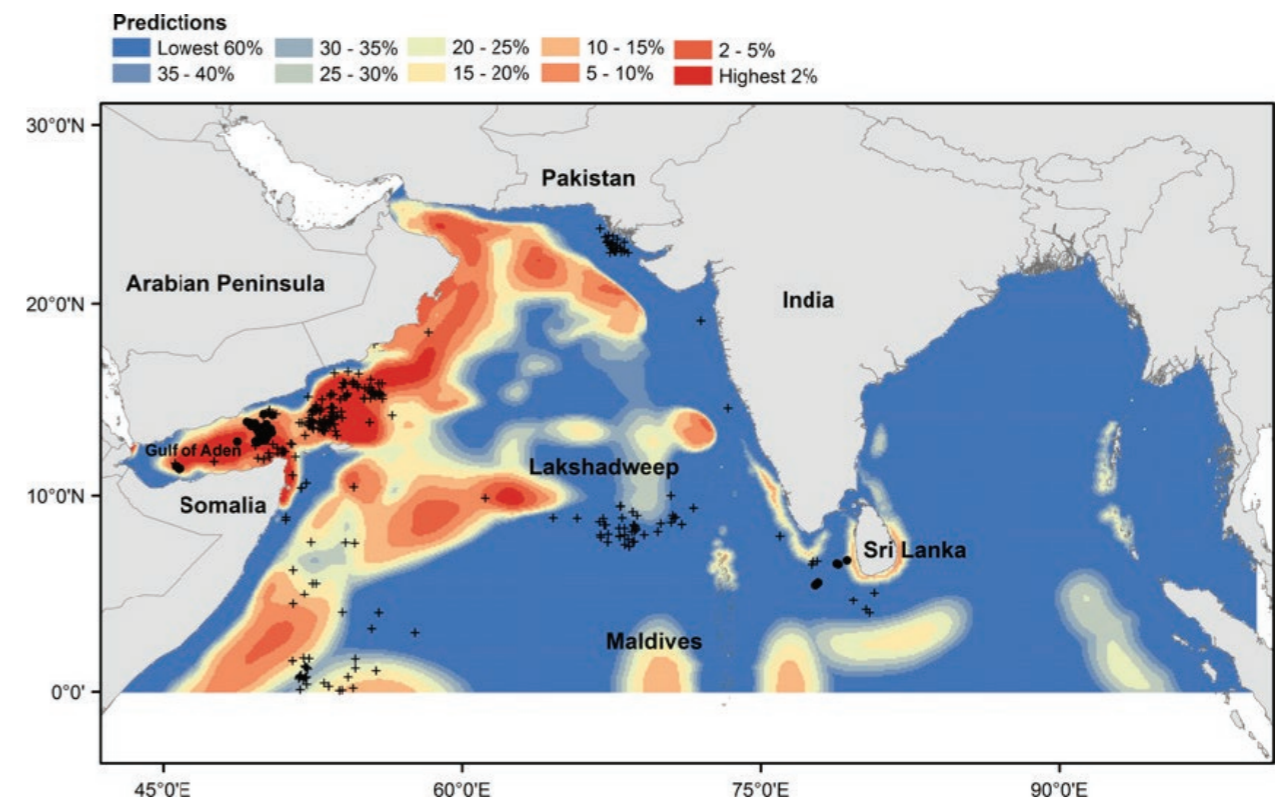 Predictions
Lowest 60% 30 - 35% 20 - 25% 10 - 15% 2 - 5%
35 - 40% 25 - 30% 15 - 20% 5 - 10% Highest 2%
30°0'N
Pakistan
Arabian Peninsula
India
20°0'N
Gulf of Aden
Lakshadweep
10°0'N
Somalia
Sri Lanka
Maldives
0°0'
45°0'E 60°0'E 75°0'E 90°0'E